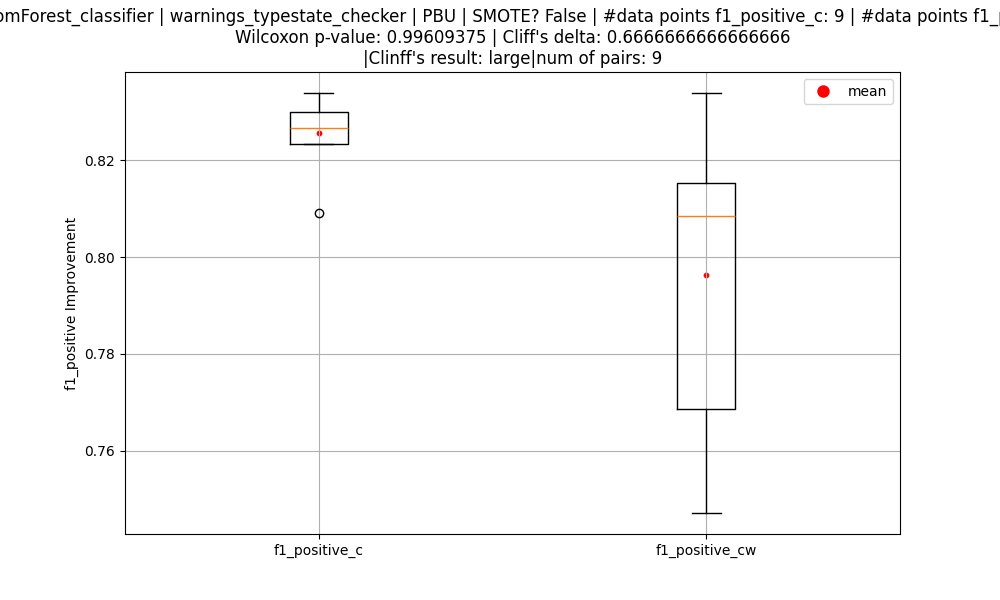 omForest_classifier | warnings_typestate_checker | PBU | SMOTE? False | #data points f1_positive_c: 9 | #data points f1_p
Wilcoxon p-value: 0.99609375 | Cliff's delta: 0.6666666666666666
|Clinff's result: large|num of pairs: 9
mean
0.82
0.80
0.78
0.76
f1_positive Improvement
f1_positive_c
f1_positive_cw